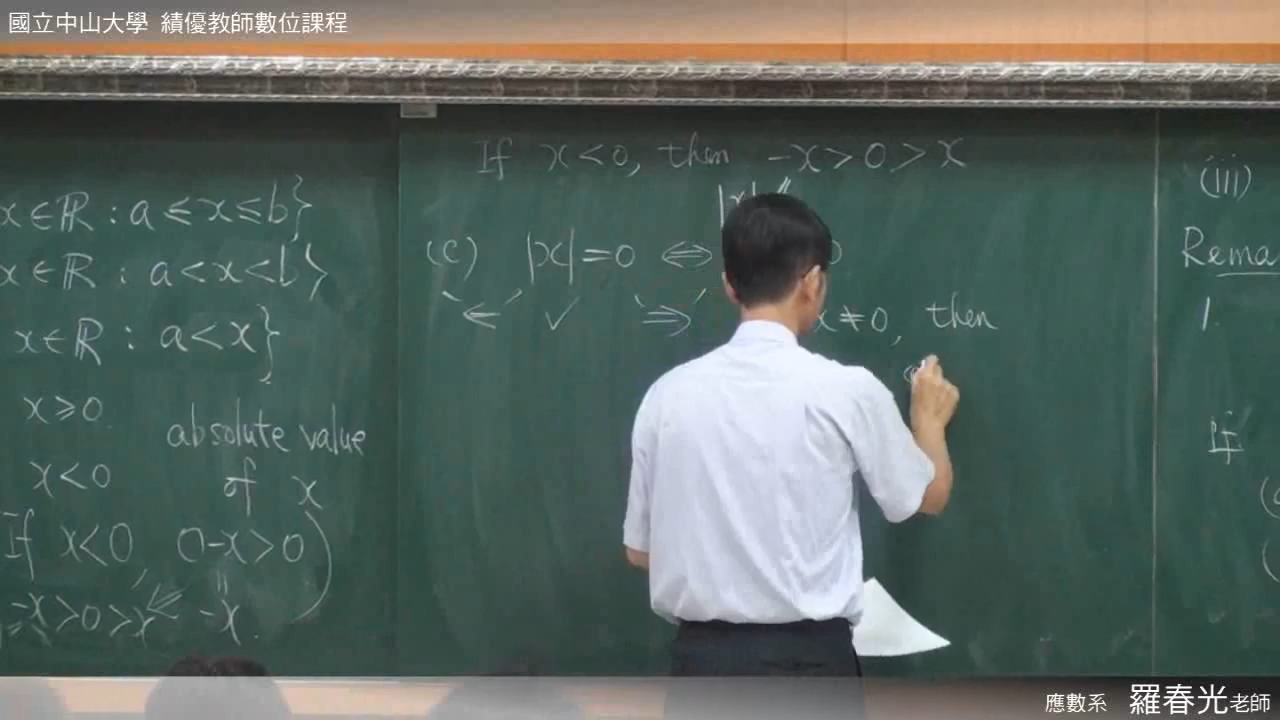 國立中山大學 績優教師數位課程
x∈ℝ : a≤x≤b}
x∈ℝ : a<x<b}
x∈ℝ : a<x}
x≥0.
x<0
absolute value
of x
If x<0, 0-x>0)
-x>0>x ⇐ -x.
If x<0, then -x>0>x
|x|
(c) |x|=0 ⇔ 0
"⇐" ✓ "⇒" x≠0, then
(iii)
Rema
1.
If
應數系 羅春光老師